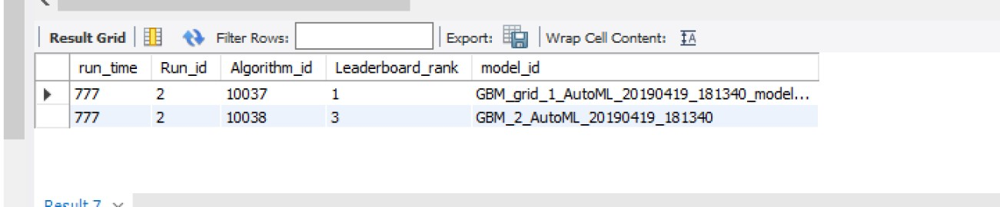 Result Grid Filter Rows: Export: Wrap Cell Content: IA
run_time Run_id Algorithm_id Leaderboard_rank model_id
777 2 10037 1 GBM_grid_1_AutoML_20190419_181340_model...
777 2 10038 3 GBM_2_AutoML_20190419_181340
Result 7